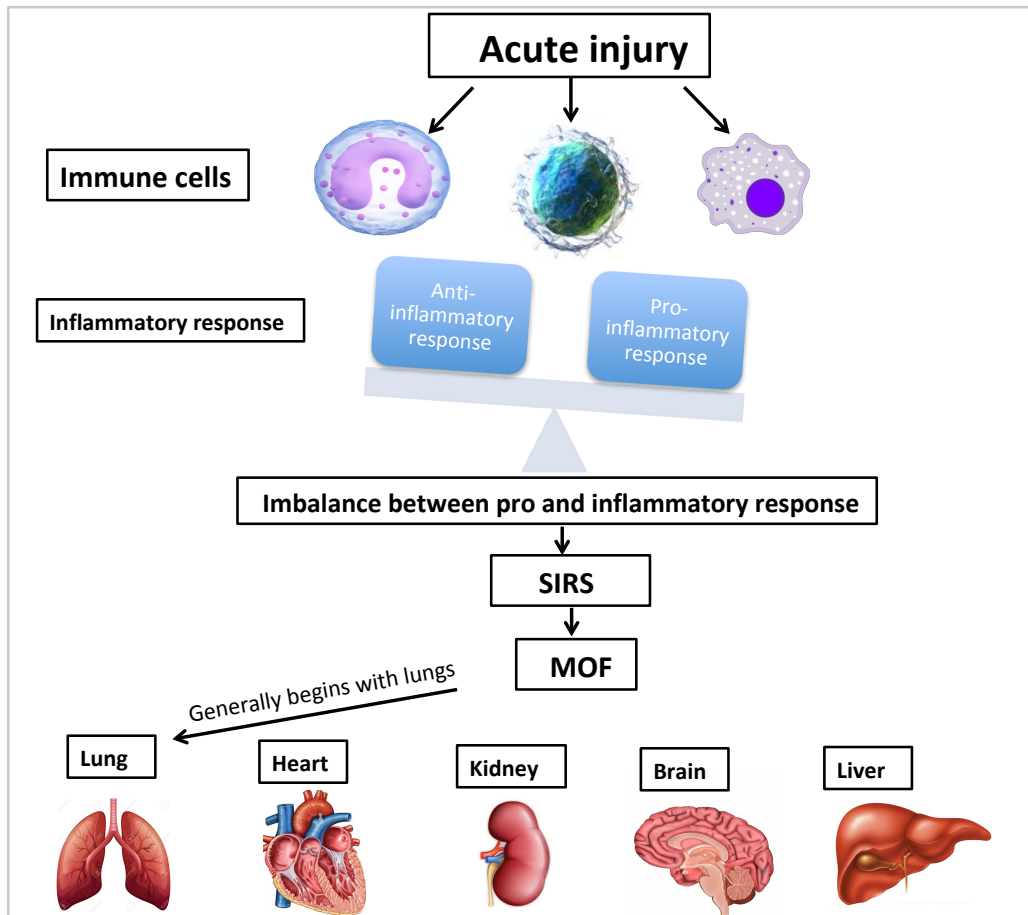 Acute injury
Immune cells
Anti-
inflammatory
response
Pro-
inflammatory
response
Inflammatory response
Imbalance between pro and inflammatory response
SIRS
MOF
Generally begins with lungs
Lung
Heart
Kidney
Brain
Liver